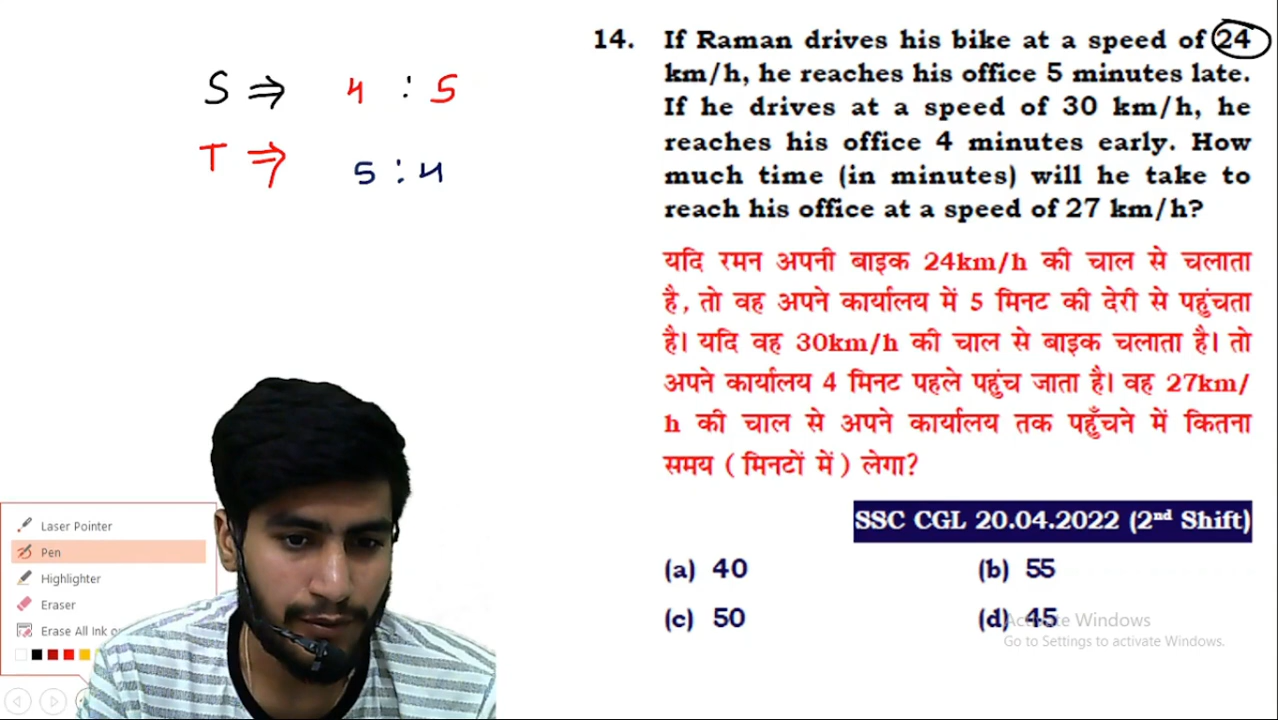 S ⇒ 4 : 5
T ⇒ 5 : 4
14. If Raman drives his bike at a speed of 24
km/h, he reaches his office 5 minutes late.
If he drives at a speed of 30 km/h, he
reaches his office 4 minutes early. How
much time (in minutes) will he take to
reach his office at a speed of 27 km/h?
यदि रमन अपनी बाइक 24km/h की चाल से चलाता
है, तो वह अपने कार्यालय में 5 मिनट की देरी से पहुंचता
है। यदि वह 30km/h की चाल से बाइक चलाता है। तो
अपने कार्यालय 4 मिनट पहले पहुंच जाता है। वह 27km/
h की चाल से अपने कार्यालय तक पहुँचने में कितना
समय ( मिनटों में ) लेगा?
SSC CGL 20.04.2022 (2nd Shift)
(a) 40 (b) 55
(c) 50 (d) 45
Activate Windows
Go to Settings to activate Windows.
Laser Pointer
Pen
Highlighter
Eraser
Erase All Ink o